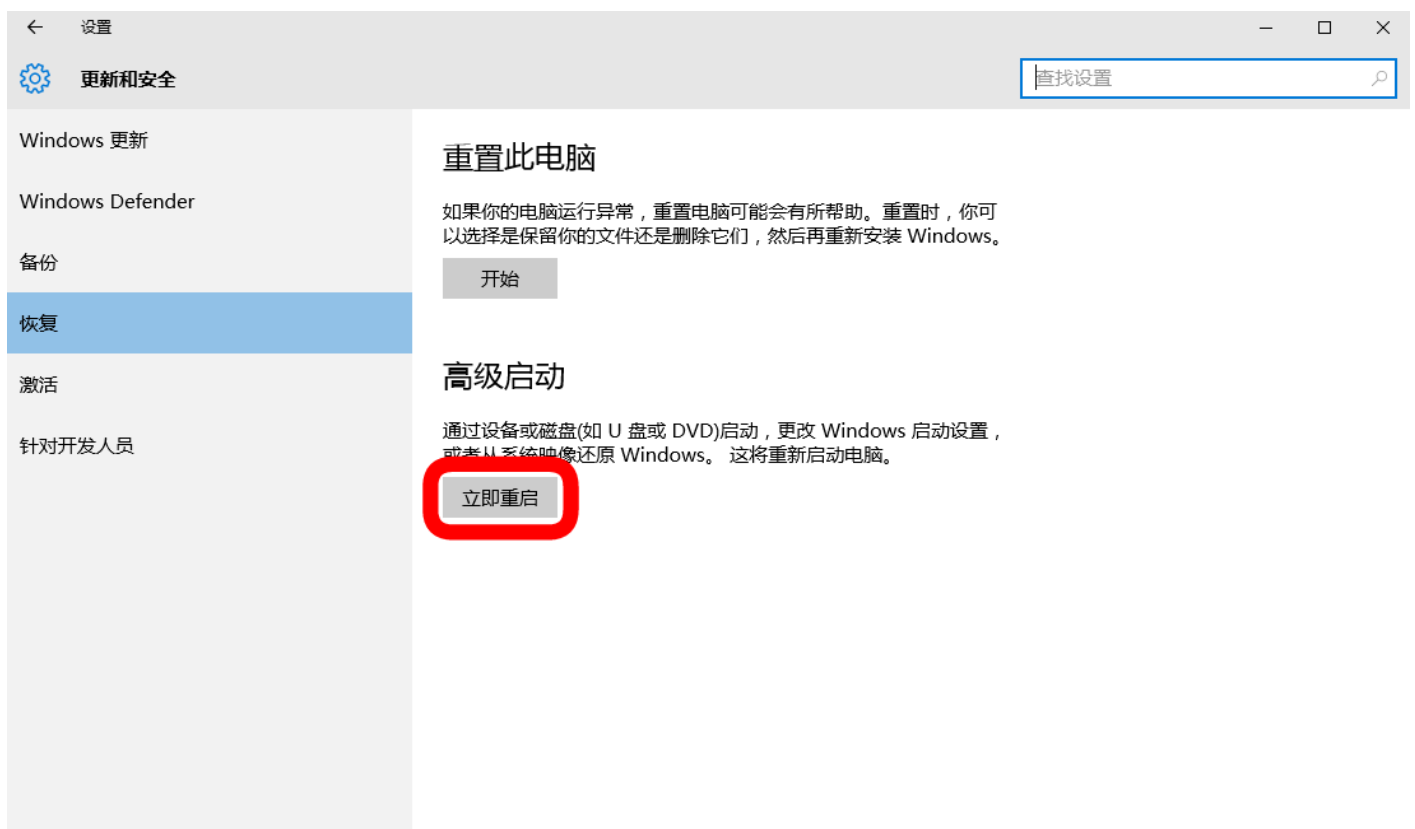 设置
更新和安全
查找设置
Windows 更新
Windows Defender
备份
恢复
激活
针对开发人员
重置此电脑
如果你的电脑运行异常，重置电脑可能会有所帮助。重置时，你可
以选择是保留你的文件还是删除它们，然后再重新安装 Windows。
开始
高级启动
通过设备或磁盘(如 U 盘或 DVD)启动，更改 Windows 启动设置，
或者从系统映像还原 Windows。 这将重新启动电脑。
立即重启